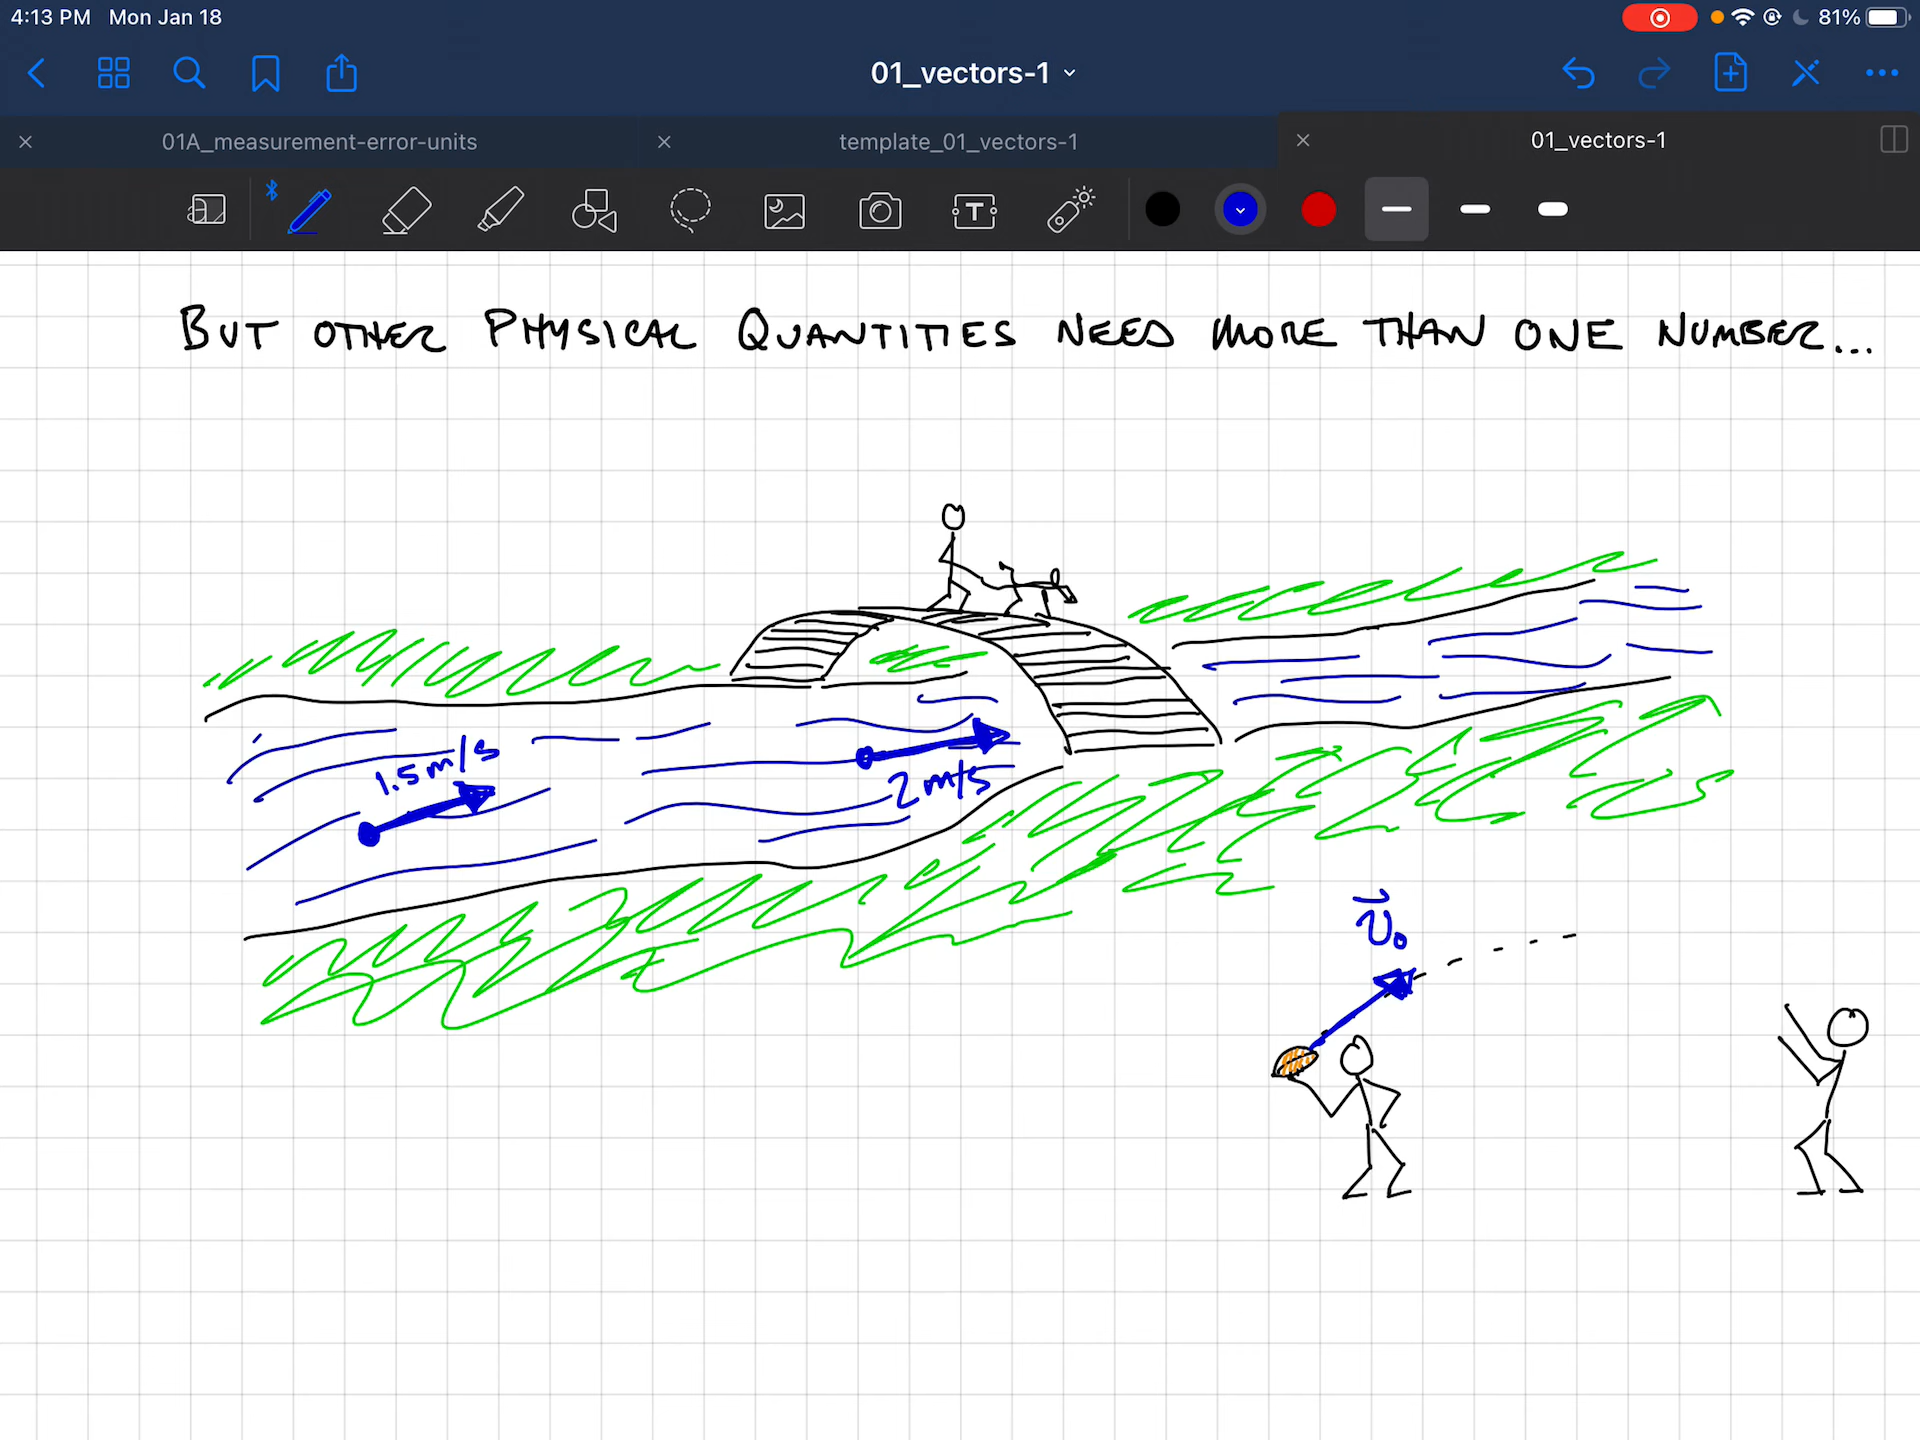 4:13 PM Mon Jan 18
81%
01_vectors-1
01A_measurement-error-units
template_01_vectors-1
01_vectors-1
T
BUT OTHER PHYSICAL QUANTITIES NEED MORE THAN ONE NUMBER...
1.5 m/s
2 m/s
v⃗₀